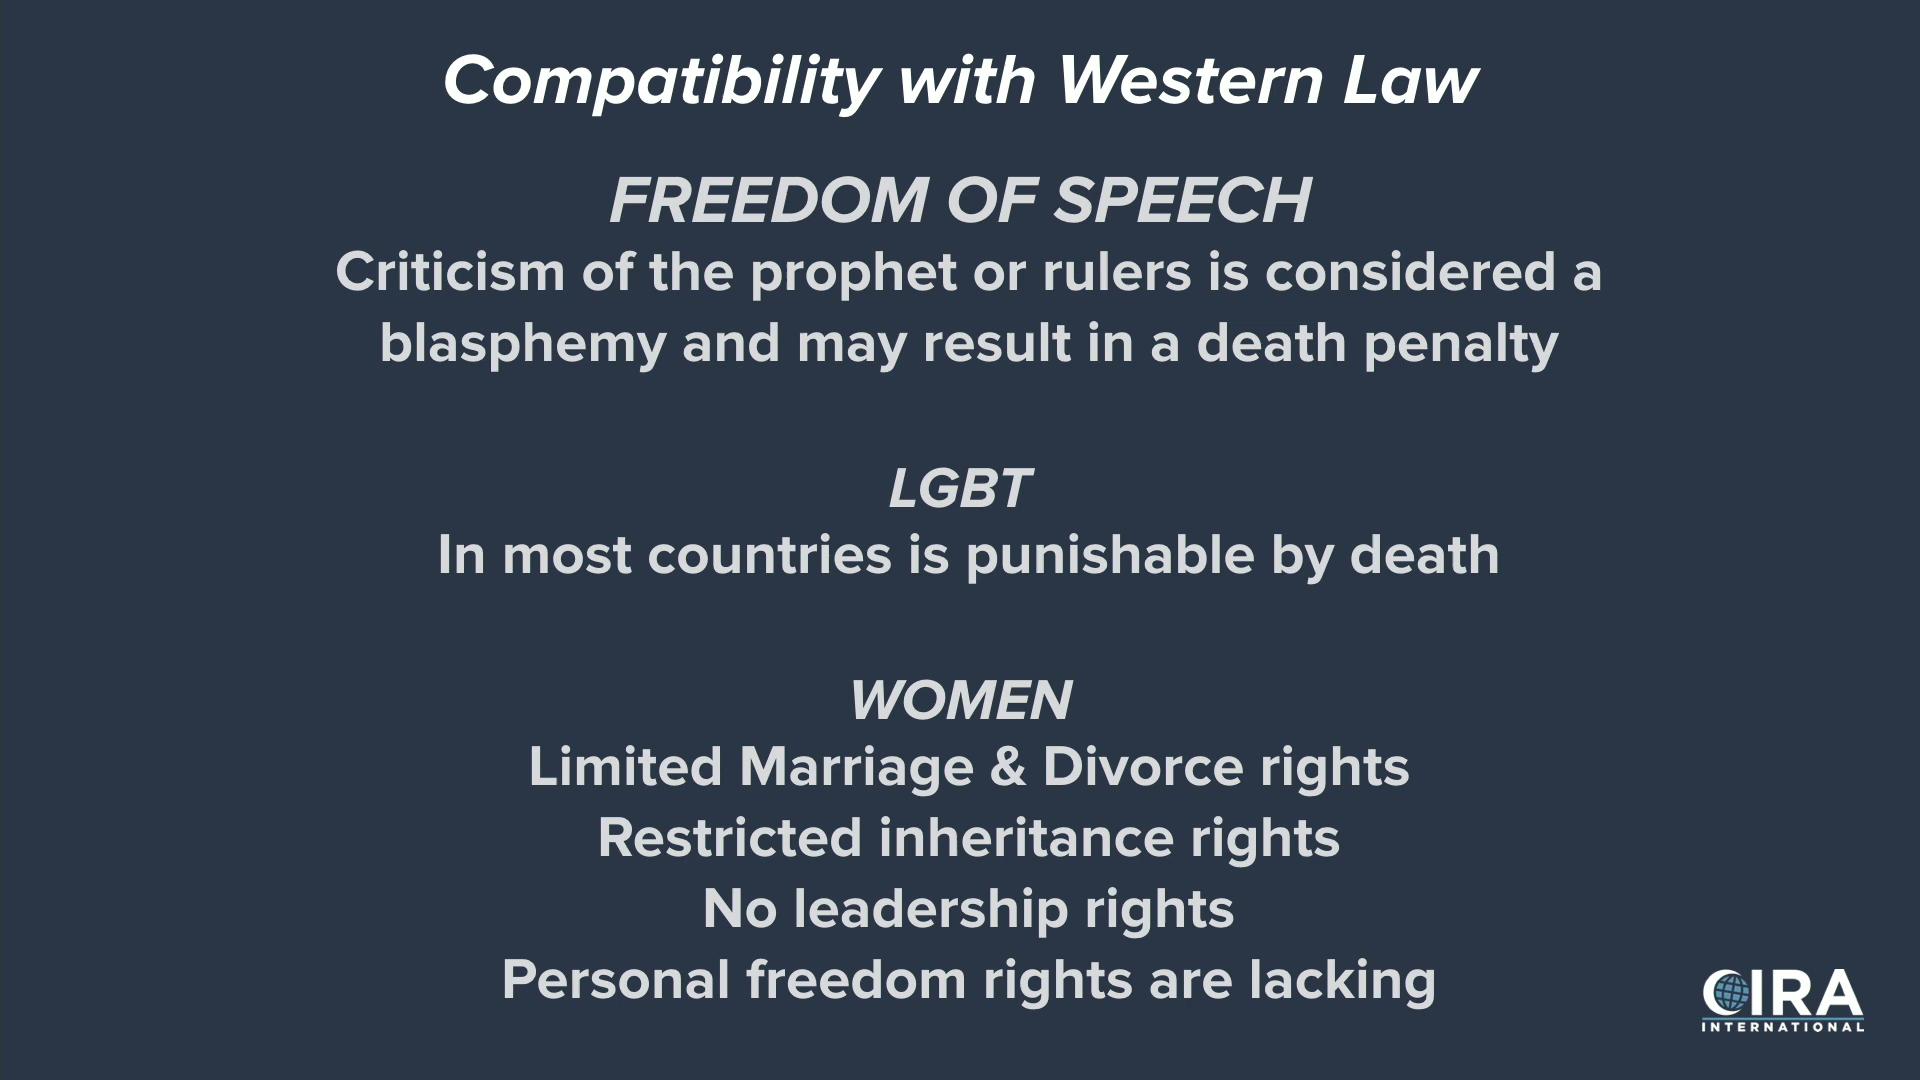 Compatibility with Western Law
FREEDOM OF SPEECH
Criticism of the prophet or rulers is considered a
blasphemy and may result in a death penalty
LGBT
In most countries is punishable by death
WOMEN
Limited Marriage & Divorce rights
Restricted inheritance rights
No leadership rights
Personal freedom rights are lacking
CIRA
INTERNATIONAL